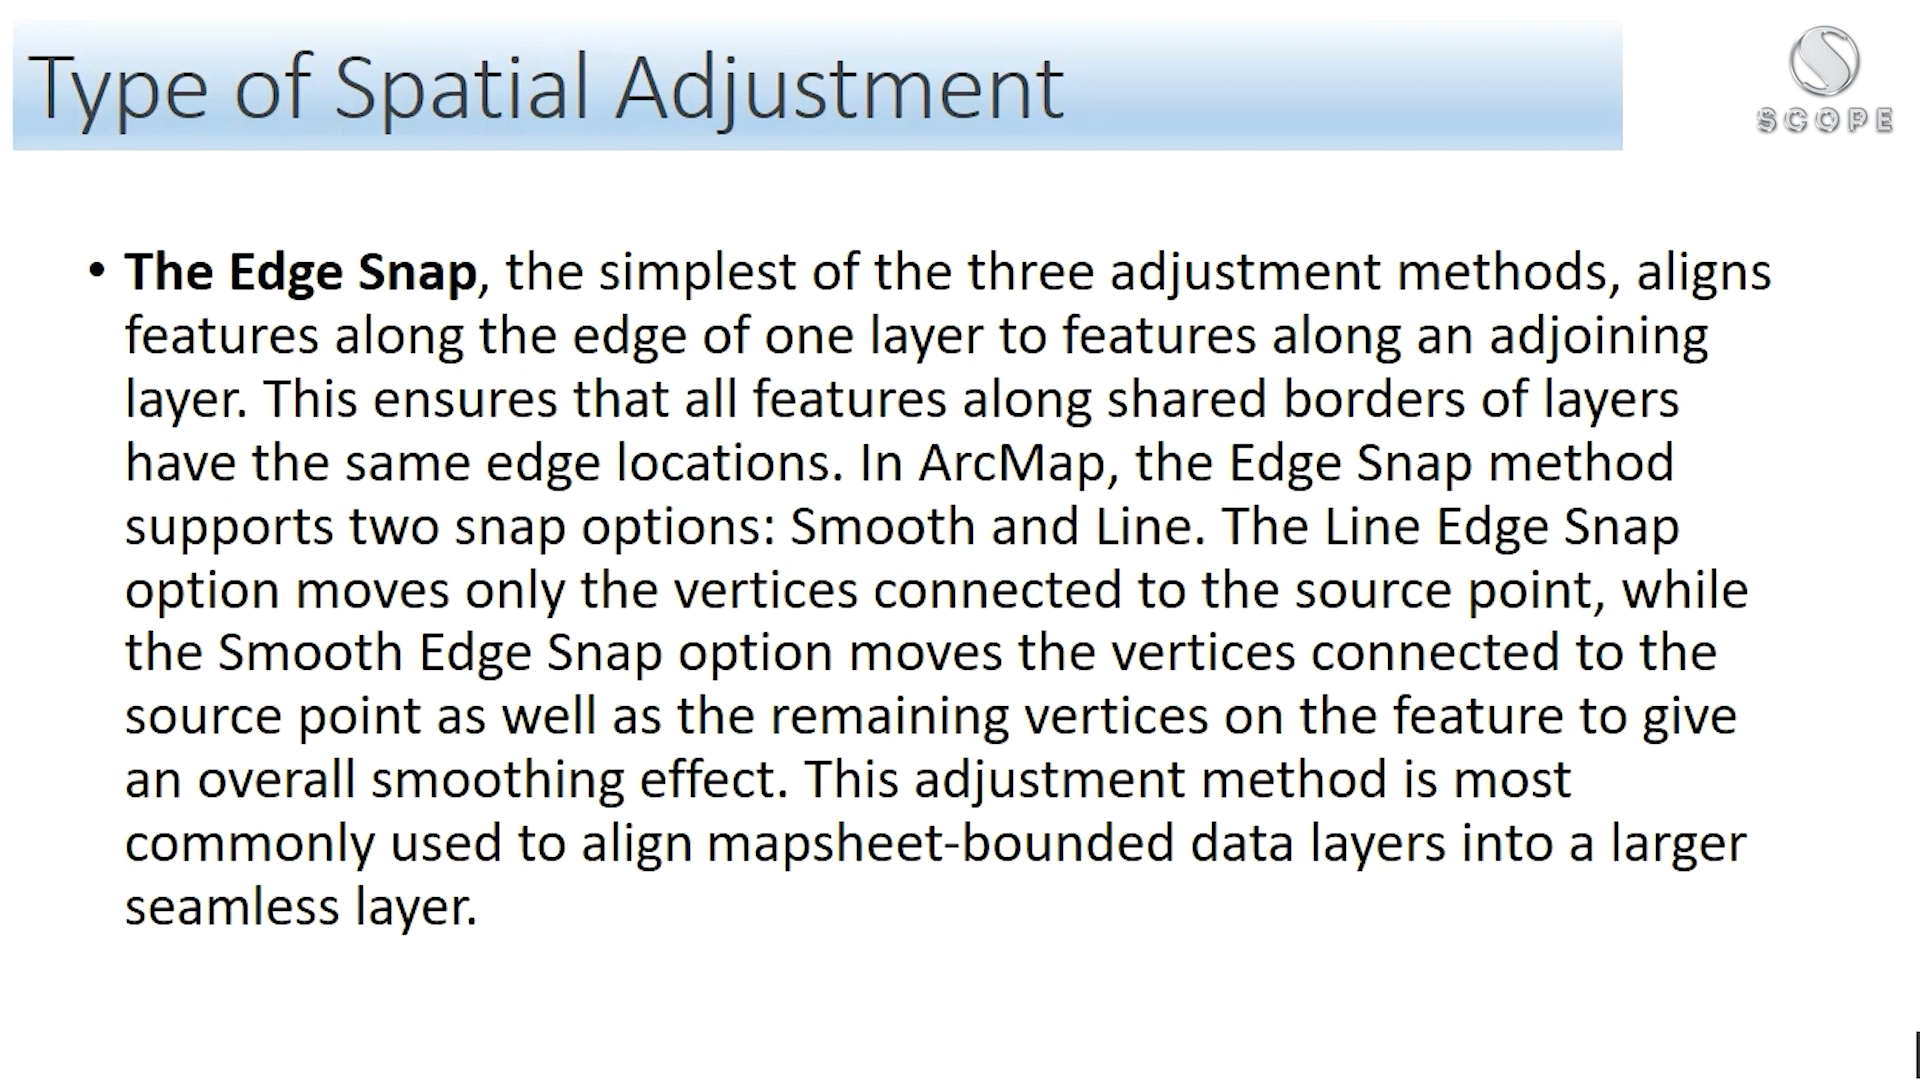 Type of Spatial Adjustment
SCOPE
• The Edge Snap, the simplest of the three adjustment methods, aligns
features along the edge of one layer to features along an adjoining
layer. This ensures that all features along shared borders of layers
have the same edge locations. In ArcMap, the Edge Snap method
supports two snap options: Smooth and Line. The Line Edge Snap
option moves only the vertices connected to the source point, while
the Smooth Edge Snap option moves the vertices connected to the
source point as well as the remaining vertices on the feature to give
an overall smoothing effect. This adjustment method is most
commonly used to align mapsheet-bounded data layers into a larger
seamless layer.